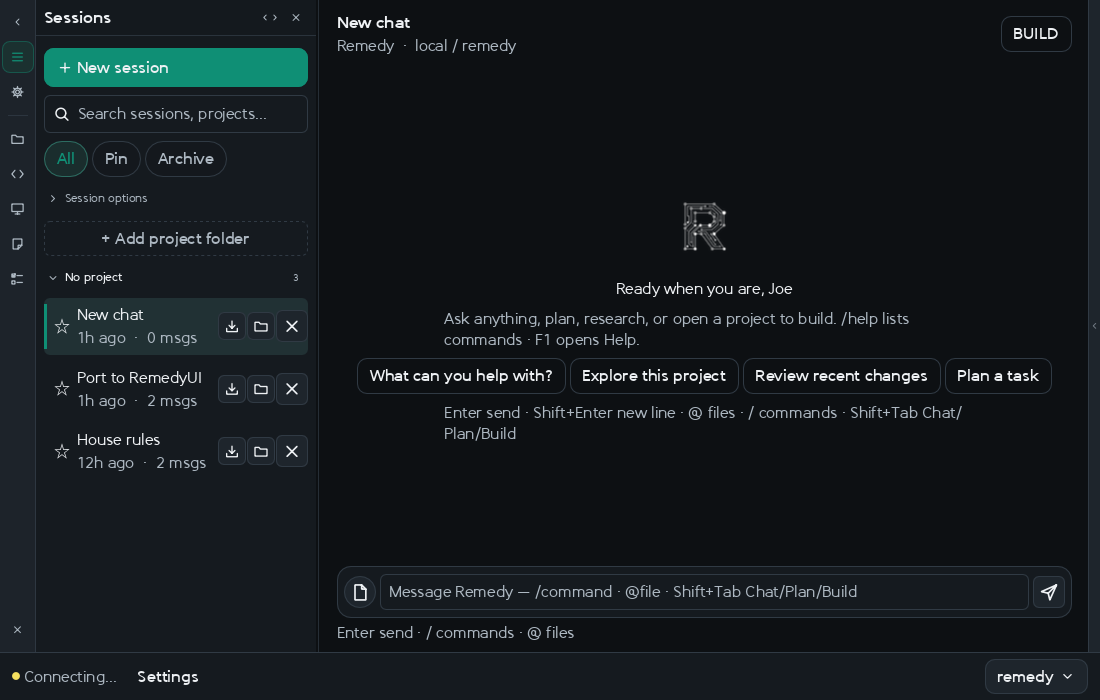 Sessions
+ New session
Search sessions, projects...
All
Pin
Archive
Session options
+ Add project folder
No project
3
New chat
1h ago · 0 msgs
Port to RemedyUI
1h ago · 2 msgs
House rules
12h ago · 2 msgs
New chat
Remedy · local / remedy
BUILD
R
Ready when you are, Joe
Ask anything, plan, research, or open a project to build. /help lists
commands · F1 opens Help.
What can you help with?
Explore this project
Review recent changes
Plan a task
Enter send · Shift+Enter new line · @ files · / commands · Shift+Tab Chat/
Plan/Build
Message Remedy — /command · @file · Shift+Tab Chat/Plan/Build
Enter send · / commands · @ files
Connecting...
Settings
remedy